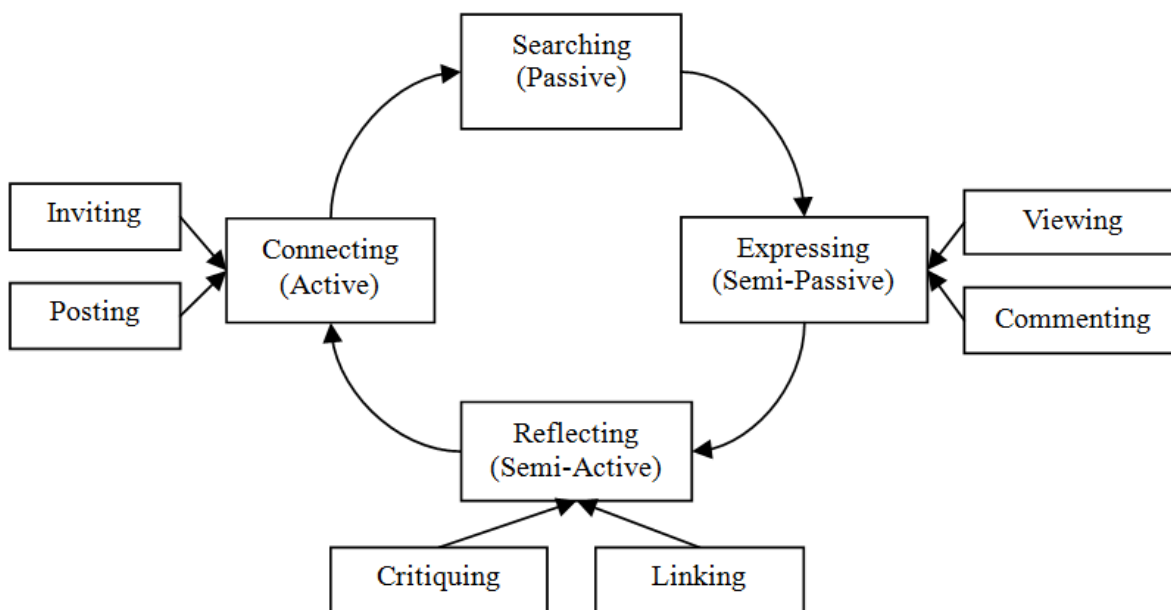 Searching
(Passive)
Inviting
Connecting
(Active)
Posting
Expressing
(Semi-Passive)
Viewing
Commenting
Reflecting
(Semi-Active)
Critiquing
Linking